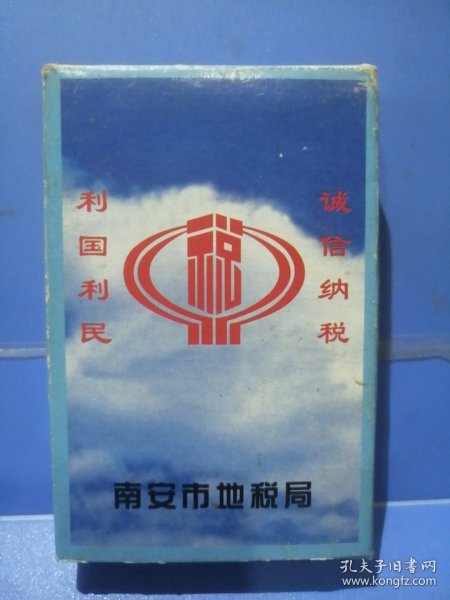 诚信纳税
利国利民
税
南安市地税局
孔夫子旧书网
www.kongfz.com